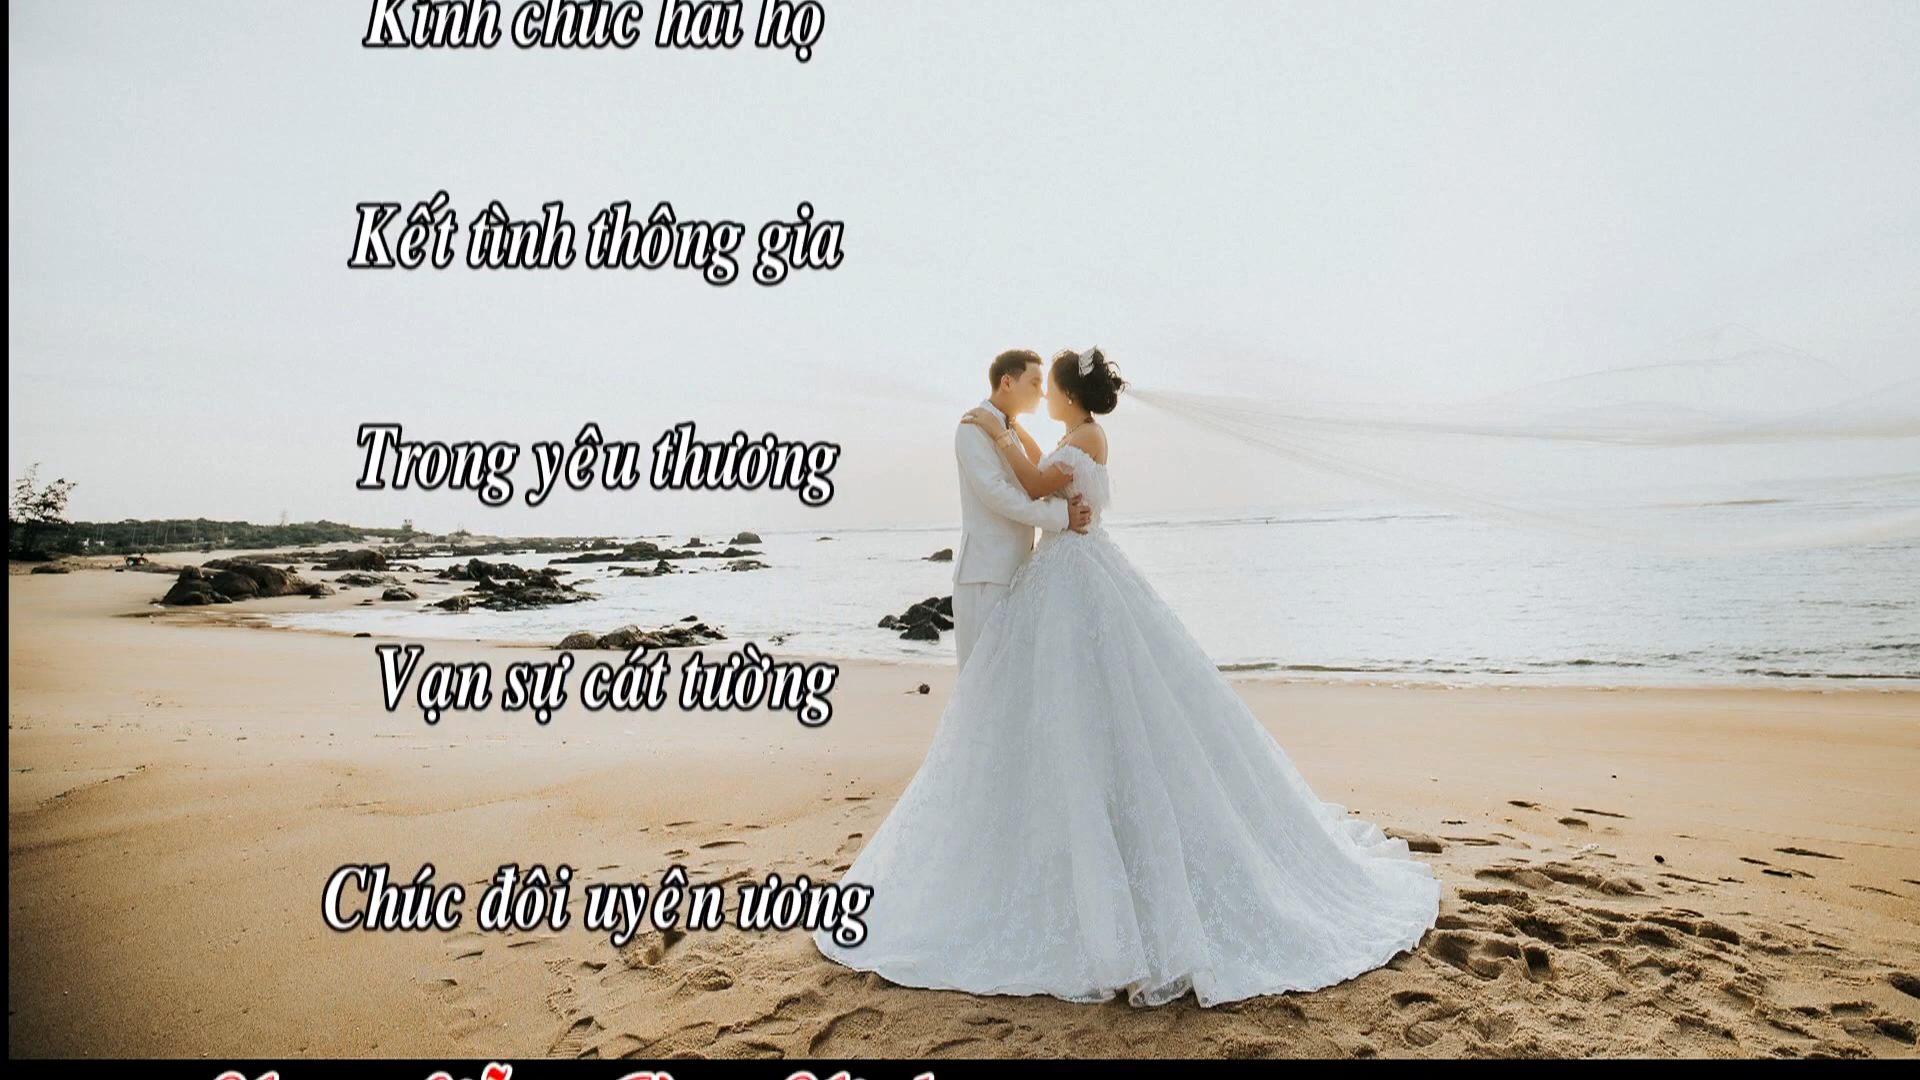 Kính chúc hai họ
Kết tình thông gia
Trong yêu thương
Vạn sự cát tường
Chúc đôi uyên ương